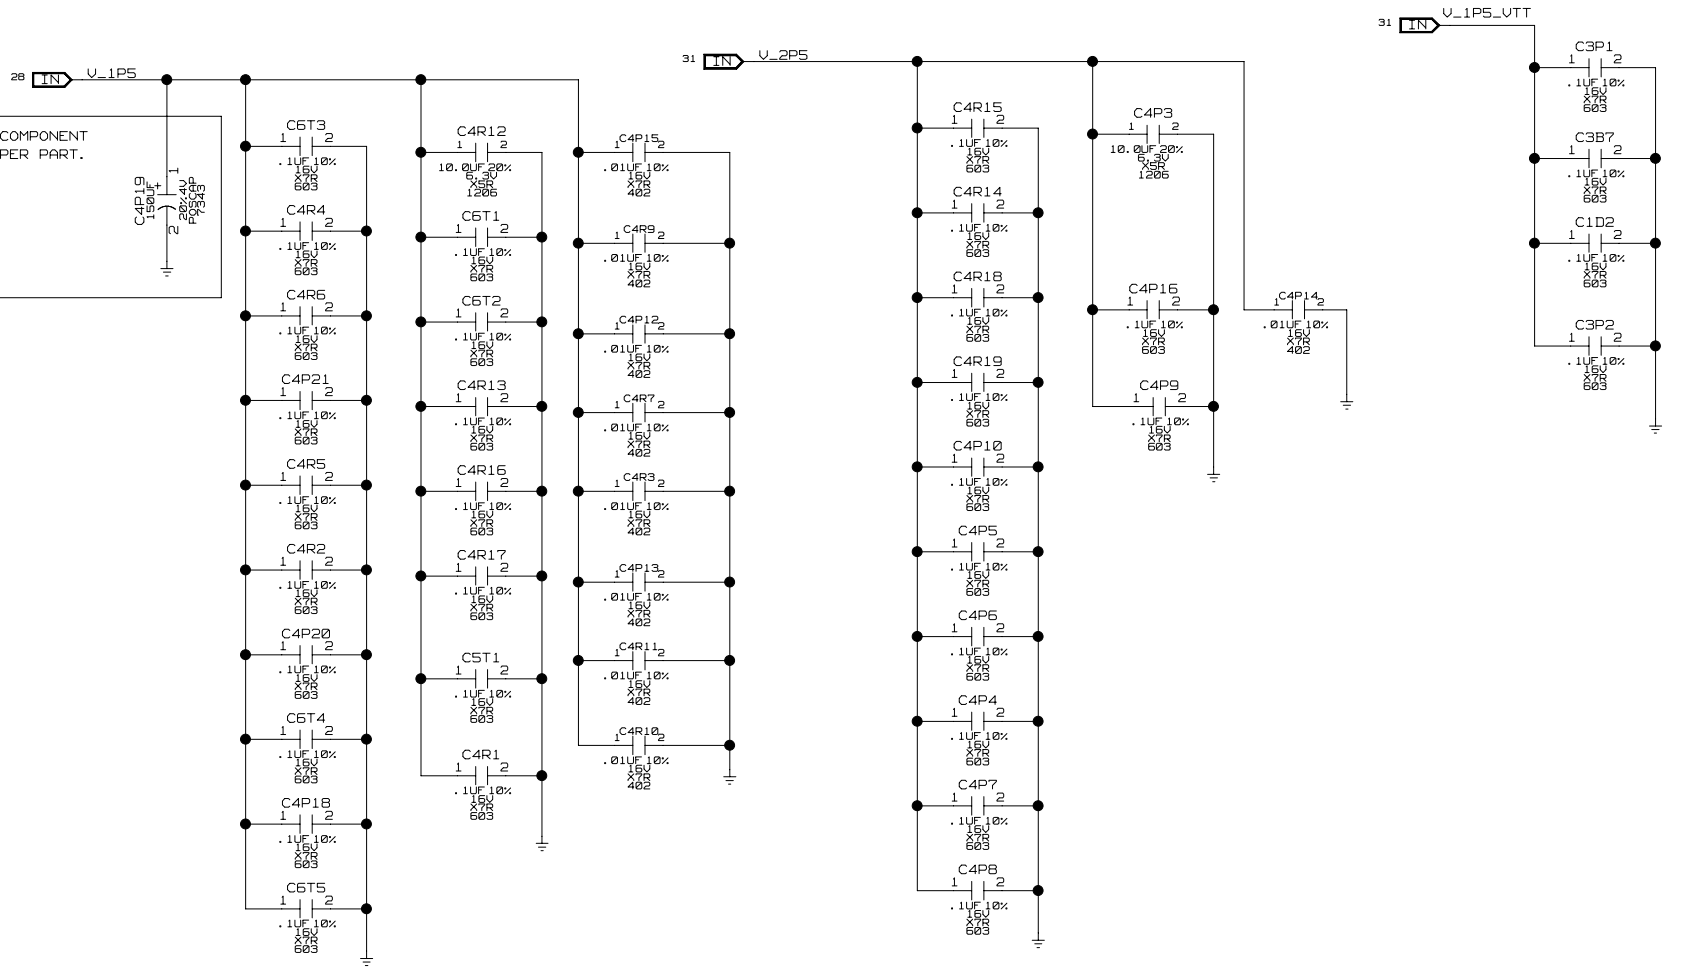 28 IN V_1P5
COMPONENT
PER PART.
C4P19
150UF
1
+
2
20% 4V
POSCAP
7343
C6T3
1 2
.1UF 10%
16V
X7R
603
C4R4
1 2
.1UF 10%
16V
X7R
603
C4R6
1 2
.1UF 10%
16V
X7R
603
C4P21
1 2
.1UF 10%
16V
X7R
603
C4R5
1 2
.1UF 10%
16V
X7R
603
C4R2
1 2
.1UF 10%
16V
X7R
603
C4P20
1 2
.1UF 10%
16V
X7R
603
C6T4
1 2
.1UF 10%
16V
X7R
603
C4P18
1 2
.1UF 10%
16V
X7R
603
C6T5
1 2
.1UF 10%
16V
X7R
603
C4R12
1 2
10.0UF 20%
6.3V
X5R
1206
C6T1
1 2
.1UF 10%
16V
X7R
603
C6T2
1 2
.1UF 10%
16V
X7R
603
C4R13
1 2
.1UF 10%
16V
X7R
603
C4R16
1 2
.1UF 10%
16V
X7R
603
C4R17
1 2
.1UF 10%
16V
X7R
603
C5T1
1 2
.1UF 10%
16V
X7R
603
C4R1
1 2
.1UF 10%
16V
X7R
603
C4P15
1 2
.01UF 10%
16V
X7R
402
C4R9
1 2
.01UF 10%
16V
X7R
402
C4P12
1 2
.01UF 10%
16V
X7R
402
C4R7
1 2
.01UF 10%
16V
X7R
402
C4R3
1 2
.01UF 10%
16V
X7R
402
C4P13
1 2
.01UF 10%
16V
X7R
402
C4R11
1 2
.01UF 10%
16V
X7R
402
C4R10
1 2
.01UF 10%
16V
X7R
402
31 IN V_2P5
C4R15
1 2
.1UF 10%
16V
X7R
603
C4R14
1 2
.1UF 10%
16V
X7R
603
C4R18
1 2
.1UF 10%
16V
X7R
603
C4R19
1 2
.1UF 10%
16V
X7R
603
C4P10
1 2
.1UF 10%
16V
X7R
603
C4P5
1 2
.1UF 10%
16V
X7R
603
C4P6
1 2
.1UF 10%
16V
X7R
603
C4P4
1 2
.1UF 10%
16V
X7R
603
C4P7
1 2
.1UF 10%
16V
X7R
603
C4P8
1 2
.1UF 10%
16V
X7R
603
C4P3
1 2
10.0UF 20%
6.3V
X5R
1206
C4P16
1 2
.1UF 10%
16V
X7R
603
C4P9
1 2
.1UF 10%
16V
X7R
603
C4P14
1 2
.01UF 10%
16V
X7R
402
31 IN V_1P5_VTT
C3P1
1 2
.1UF 10%
16V
X7R
603
C3B7
1 2
.1UF 10%
16V
X7R
603
C1D2
1 2
.1UF 10%
16V
X7R
603
C3P2
1 2
.1UF 10%
16V
X7R
603